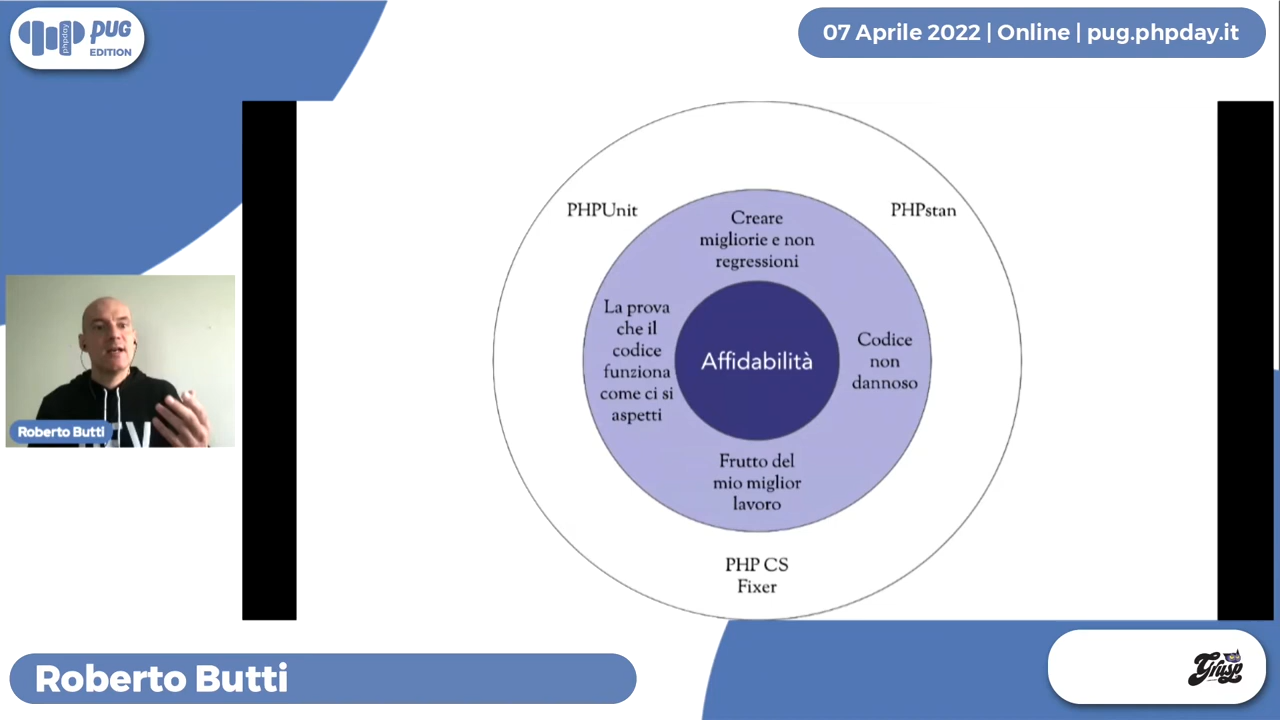 phpday
PUG
EDITION
07 Aprile 2022 | Online | pug.phpday.it
PHPUnit
PHPstan
Creare
migliorie e non
regressioni
La prova
che il
codice
funziona
come ci si
aspetti
Affidabilità
Codice
non
dannoso
Frutto del
mio miglior
lavoro
PHP CS
Fixer
Roberto Butti
Roberto Butti
Grusp